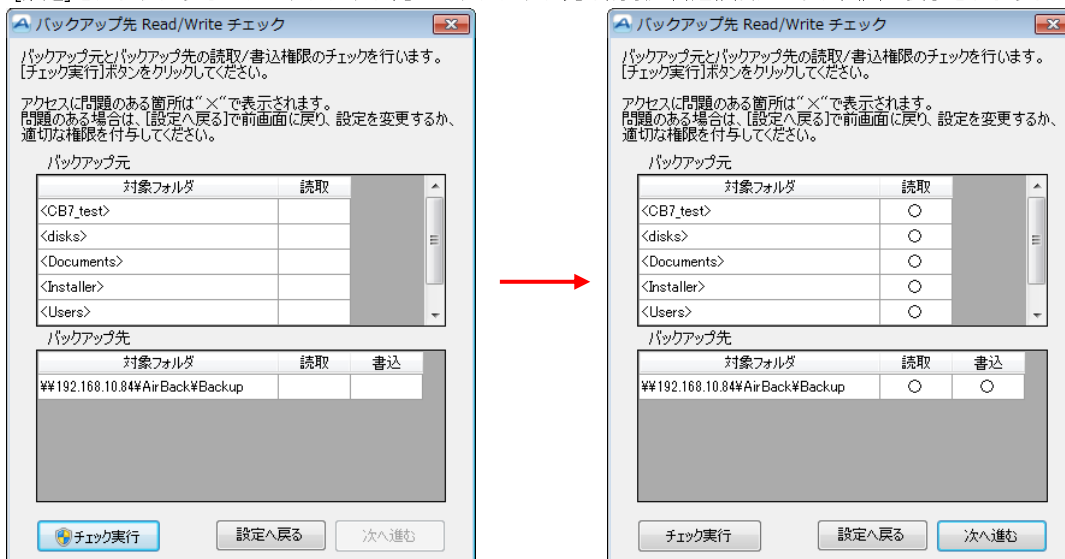 バックアップ先 Read/Write チェック
バックアップ元とバックアップ先の読取/書込権限のチェックを行います。
[チェック実行]ボタンをクリックしてください。
アクセスに問題のある箇所は“×“で表示されます。
問題のある場合は、[設定へ戻る]で前画面に戻り、設定を変更するか、
適切な権限を付与してください。
バックアップ元
対象フォルダ 読取
<CB7_test>
<disks>
<Documents>
<Installer>
<Users>
バックアップ先
対象フォルダ 読取 書込
¥¥192.168.10.84¥AirBack¥Backup
チェック実行 設定へ戻る 次へ進む
バックアップ先 Read/Write チェック
バックアップ元とバックアップ先の読取/書込権限のチェックを行います。
[チェック実行]ボタンをクリックしてください。
アクセスに問題のある箇所は“×“で表示されます。
問題のある場合は、[設定へ戻る]で前画面に戻り、設定を変更するか、
適切な権限を付与してください。
バックアップ元
対象フォルダ 読取
<CB7_test> ○
<disks> ○
<Documents> ○
<Installer> ○
<Users> ○
バックアップ先
対象フォルダ 読取 書込
¥¥192.168.10.84¥AirBack¥Backup ○ ○
チェック実行 設定へ戻る 次へ進む